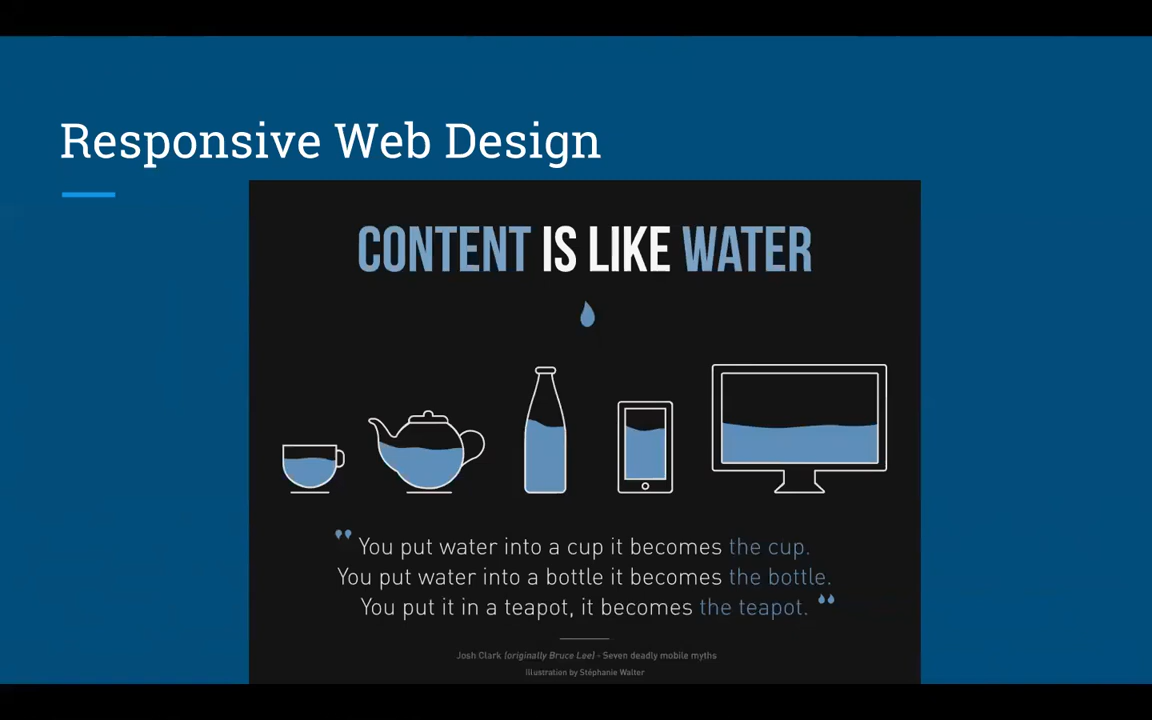 Responsive Web Design
CONTENT IS LIKE WATER
" You put water into a cup it becomes the cup.
You put water into a bottle it becomes the bottle.
You put it in a teapot, it becomes the teapot. "
Josh Clark (originally Bruce Lee) - Seven deadly mobile myths
Illustration by Stéphanie Walter